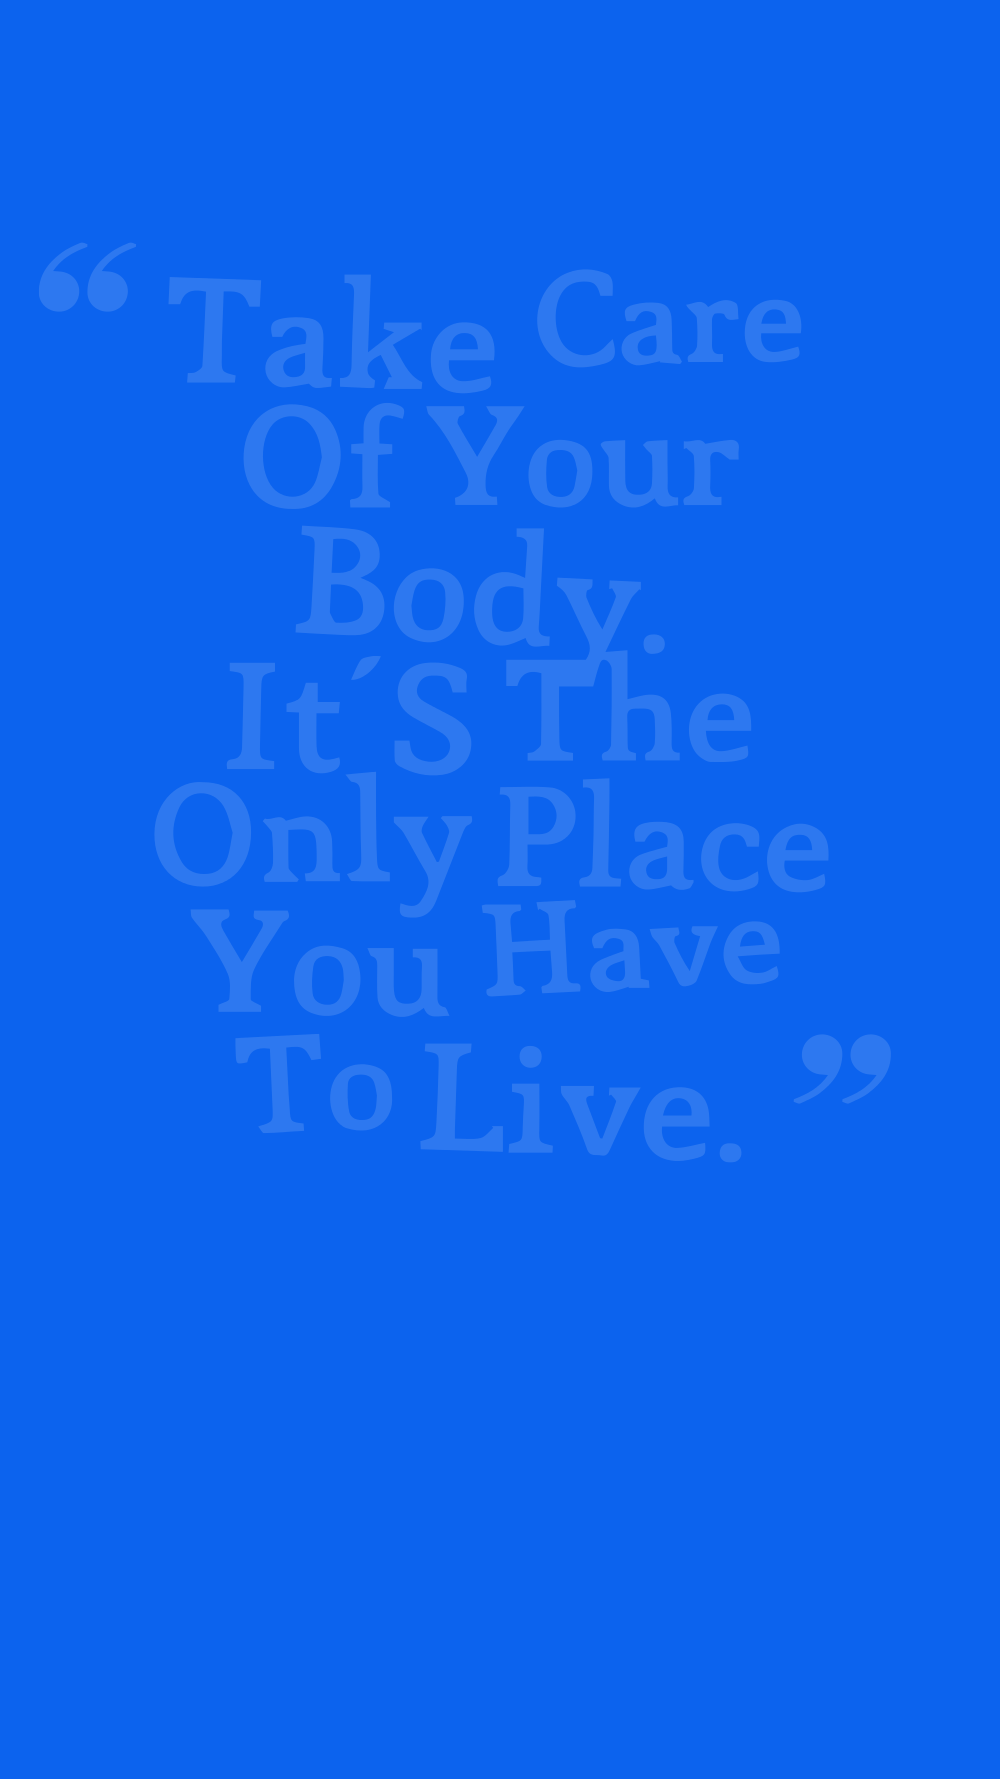 “ Take Care
Of Your
Body.
It´S The
Only Place
You Have
To Live. ”